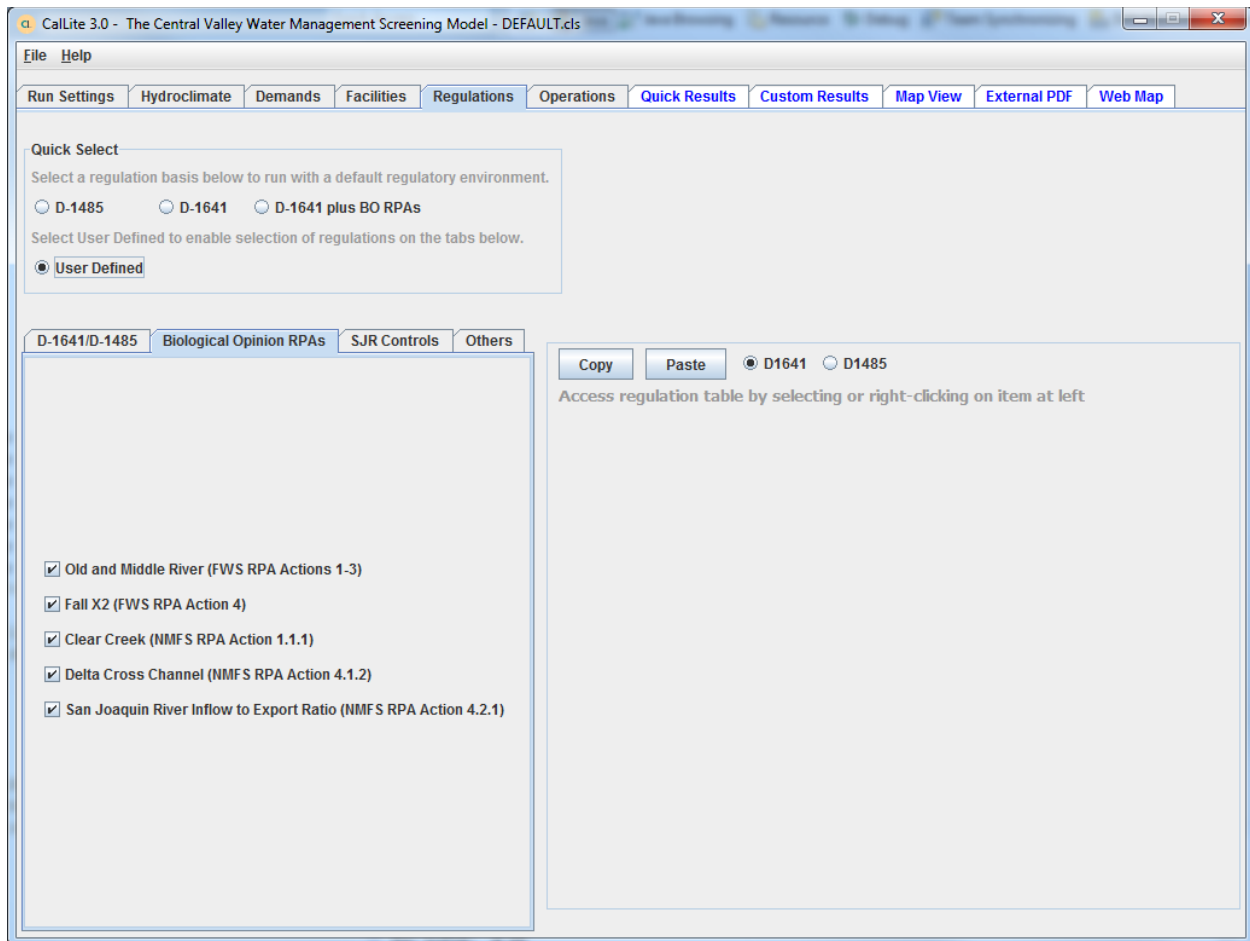 CL CalLite 3.0 - The Central Valley Water Management Screening Model - DEFAULT.cls
File Help
Run Settings Hydroclimate Demands Facilities Regulations Operations Quick Results Custom Results Map View External PDF Web Map
Quick Select
Select a regulation basis below to run with a default regulatory environment.
D-1485 D-1641 D-1641 plus BO RPAs
Select User Defined to enable selection of regulations on the tabs below.
User Defined
D-1641/D-1485 Biological Opinion RPAs SJR Controls Others
Copy Paste D1641 D1485
Access regulation table by selecting or right-clicking on item at left
Old and Middle River (FWS RPA Actions 1-3)
Fall X2 (FWS RPA Action 4)
Clear Creek (NMFS RPA Action 1.1.1)
Delta Cross Channel (NMFS RPA Action 4.1.2)
San Joaquin River Inflow to Export Ratio (NMFS RPA Action 4.2.1)